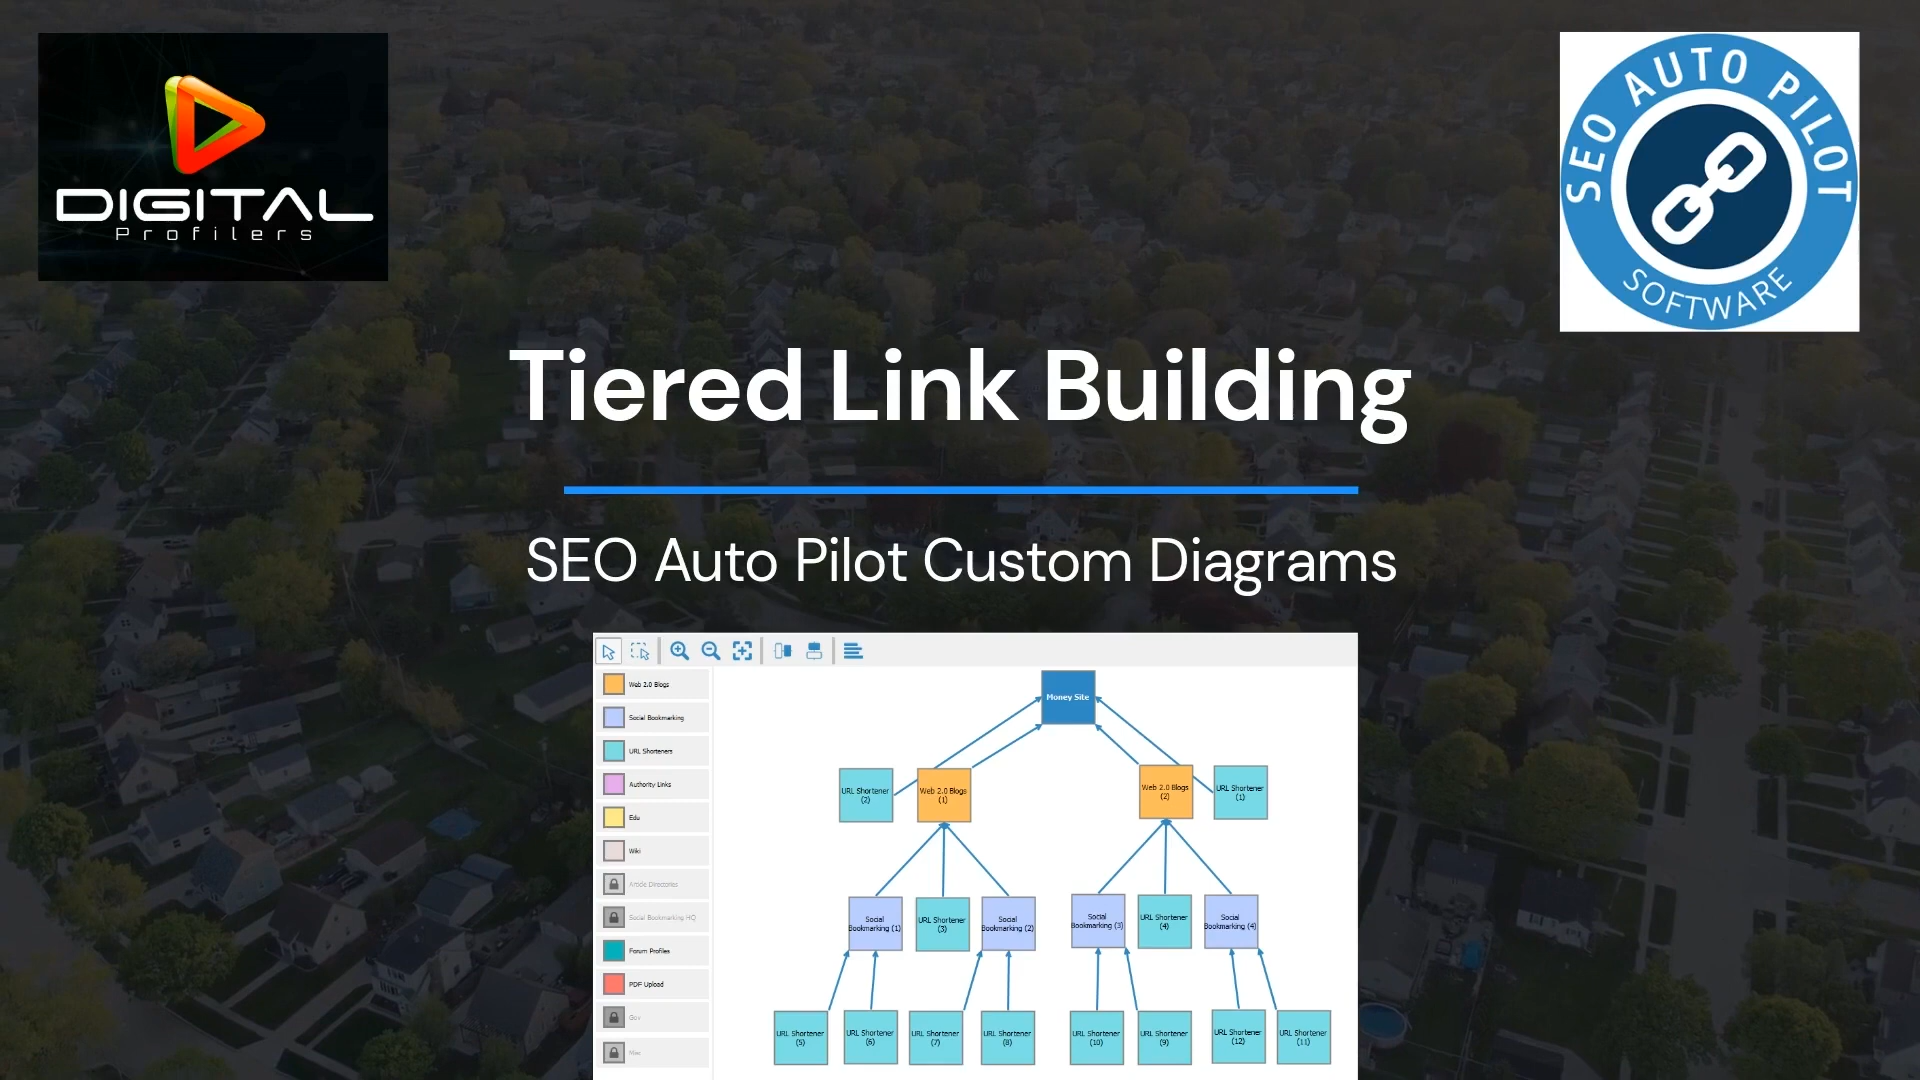 DIGITAL
Profilers
SEO AUTO PILOT
SOFTWARE
Tiered Link Building
SEO Auto Pilot Custom Diagrams
Web 2.0 Blogs
Social Bookmarking
URL Shorteners
Authority Links
Edu
Wiki
Article Directories
Social Bookmarking HQ
Forum Profiles
PDF Upload
Gov
Misc
Money Site
URL Shortener
(2)
Web 2.0 Blogs
(1)
Web 2.0 Blogs
(2)
URL Shortener
(1)
Social
Bookmarking (1)
URL Shortener
(3)
Social
Bookmarking (2)
Social
Bookmarking (3)
URL Shortener
(4)
Social
Bookmarking (4)
URL Shortener
(5)
URL Shortener
(6)
URL Shortener
(7)
URL Shortener
(8)
URL Shortener
(10)
URL Shortener
(9)
URL Shortener
(12)
URL Shortener
(11)